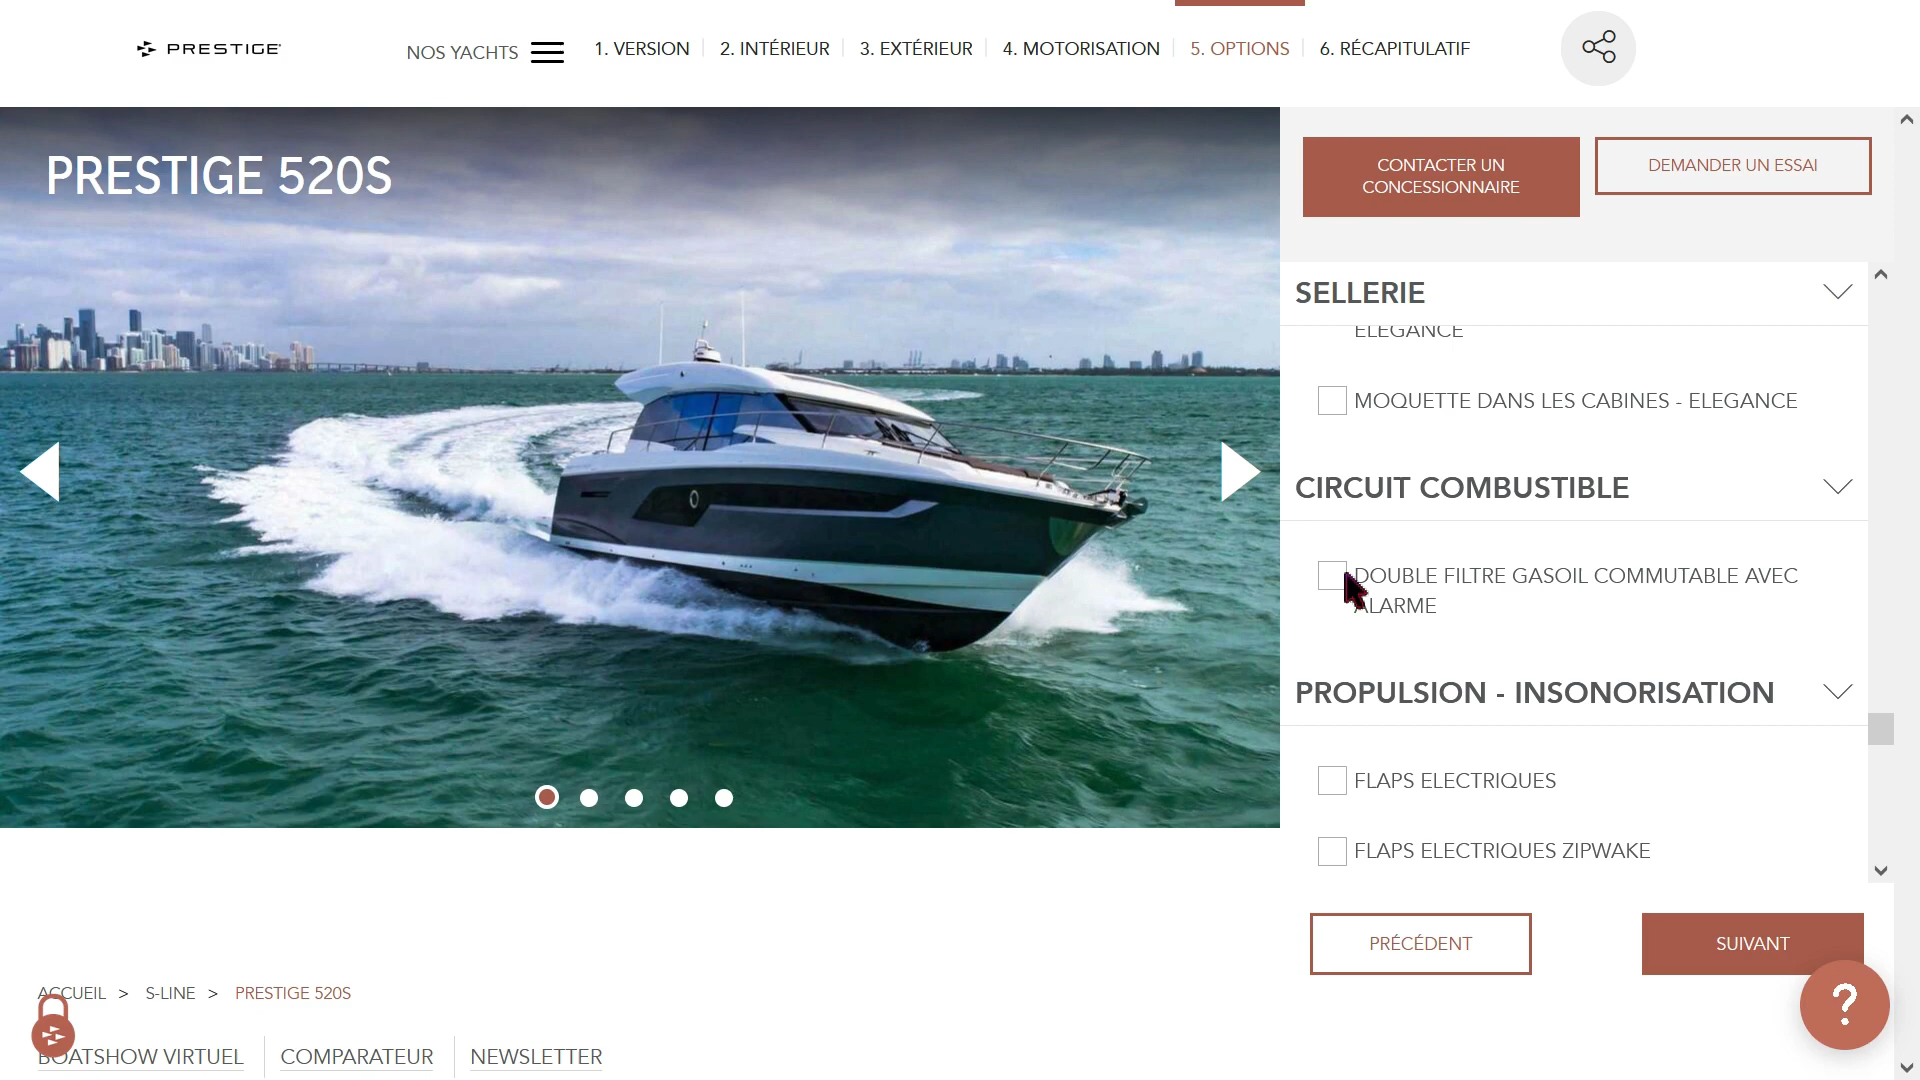 PRESTIGE
NOS YACHTS
1. VERSION
2. INTÉRIEUR
3. EXTÉRIEUR
4. MOTORISATION
5. OPTIONS
6. RÉCAPITULATIF
PRESTIGE 520S
CONTACTER UN
CONCESSIONNAIRE
DEMANDER UN ESSAI
SELLERIE
ELEGANCE
MOQUETTE DANS LES CABINES - ELEGANCE
CIRCUIT COMBUSTIBLE
DOUBLE FILTRE GASOIL COMMUTABLE AVEC
ALARME
PROPULSION - INSONORISATION
FLAPS ELECTRIQUES
FLAPS ELECTRIQUES ZIPWAKE
PRÉCÉDENT
SUIVANT
?
ACCUEIL > S-LINE > PRESTIGE 520S
BOATSHOW VIRTUEL
COMPARATEUR
NEWSLETTER